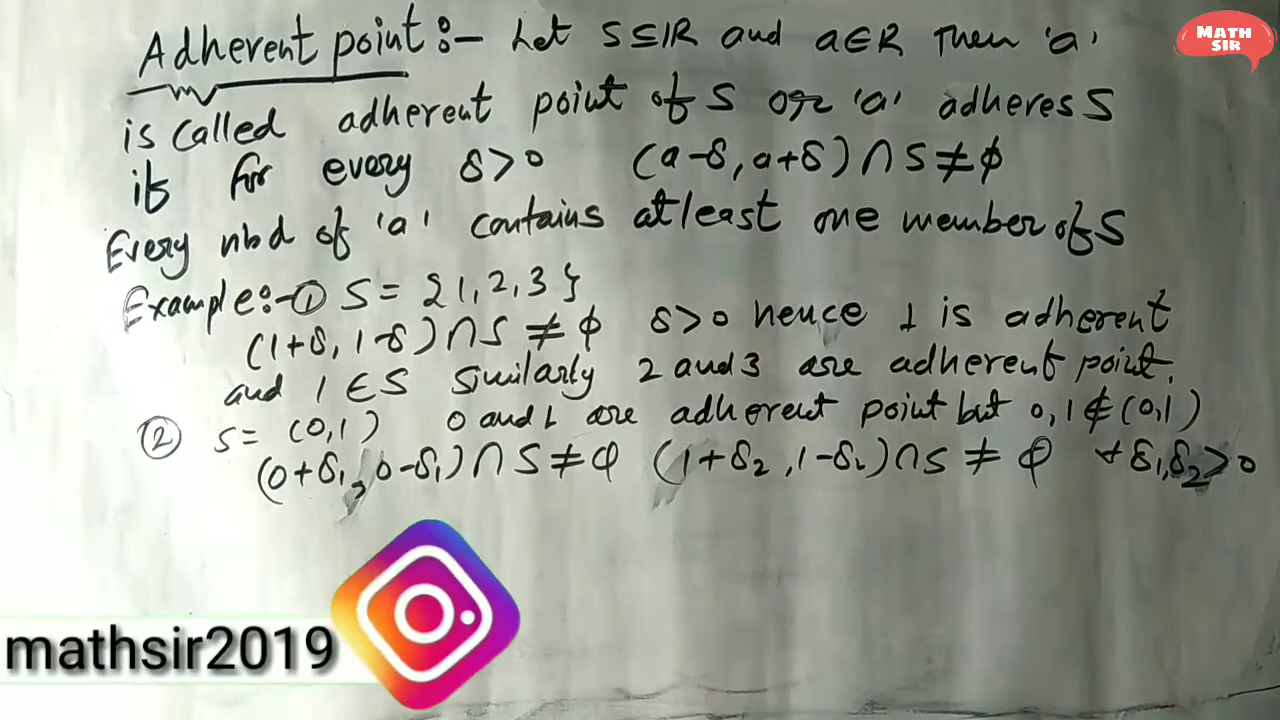 MATH
SIR
Adherent point :- Let S⊆IR and a∈R Then 'a'
is called adherent point of S or 'a' adheres S
if for every δ>0 (a-δ, a+δ)∩S≠ϕ
Every nbd of 'a' contains atleast one member of S
Example:-① S = {1,2,3}
(1+δ, 1-δ)∩S ≠ ϕ δ>0 hence 1 is adherent
and 1∈S Similarly 2 and 3 are adherent point.
② S= (0,1) 0 and 1 are adherent point but 0,1∉(0,1)
(0+δ₁, 0-δ₁)∩S≠ϕ (1+δ₂, 1-δ₂)∩S ≠ ϕ ∀ δ₁,δ₂>0
mathsir2019